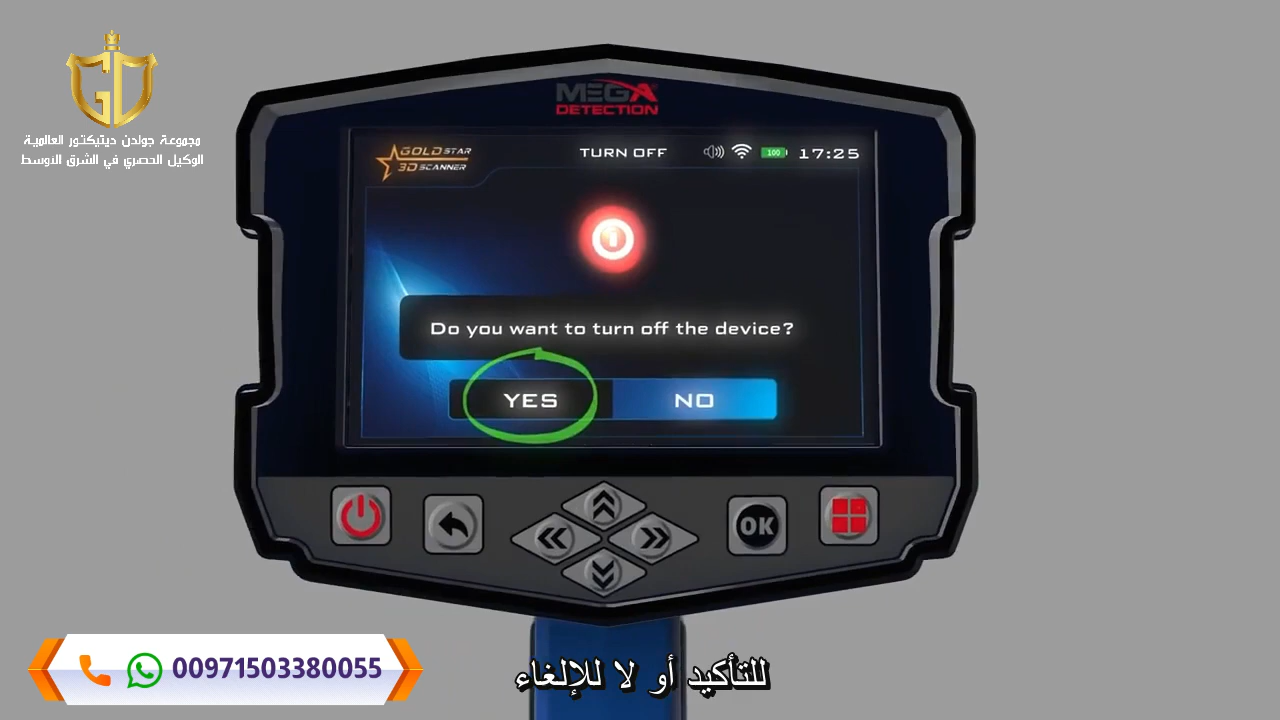 مجموعة جولدن ديتيكتور العالمية
الوكيل الحصري في الشرق الاوسط
MEGA
DETECTION
GOLD STAR
3D SCANNER
TURN OFF
100
17:25
Do you want to turn off the device?
YES
NO
OK
00971503380055
للتأكيد أو لا للإلغاء